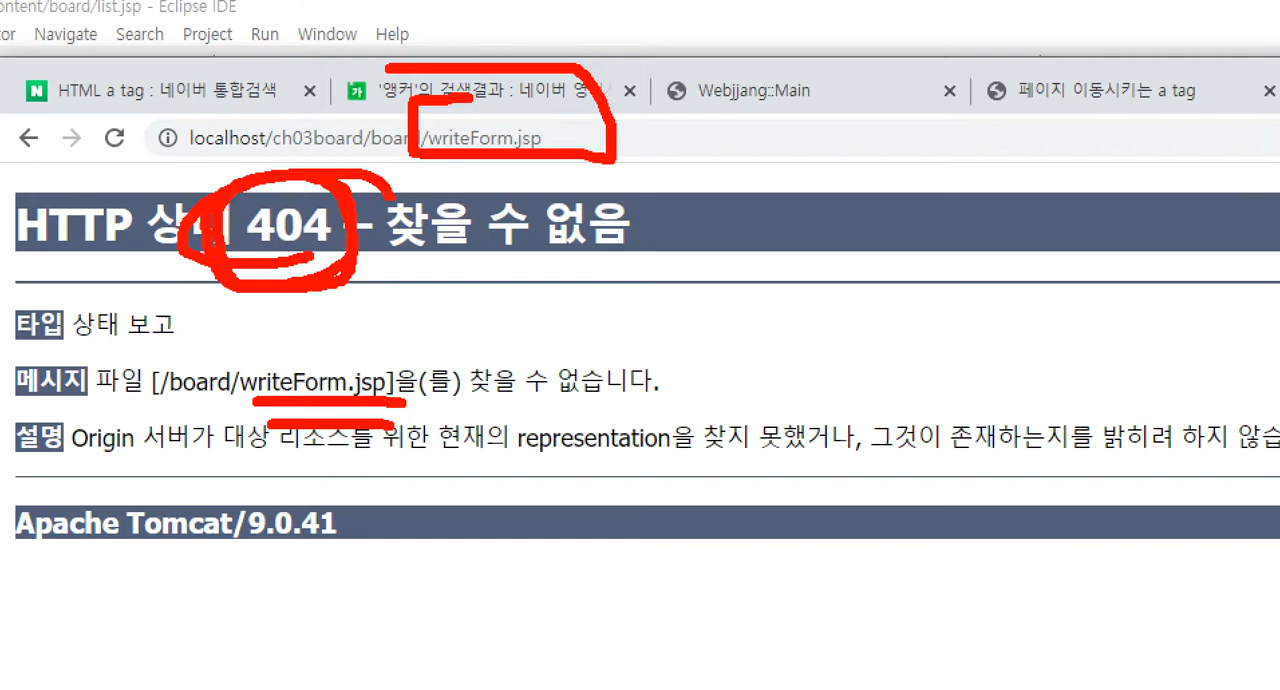 ontent/board/list.jsp - Eclipse IDE
tor Navigate Search Project Run Window Help
HTML a tag : 네이버 통합검색 '앵커'의 검색결과 : 네이버 영 Webjjang::Main 페이지 이동시키는 a tag
localhost/ch03board/board/writeForm.jsp
HTTP 상태 404 – 찾을 수 없음
타입 상태 보고
메시지 파일 [/board/writeForm.jsp]을(를) 찾을 수 없습니다.
설명 Origin 서버가 대상 리소스를 위한 현재의 representation을 찾지 못했거나, 그것이 존재하는지를 밝히려 하지 않습
Apache Tomcat/9.0.41